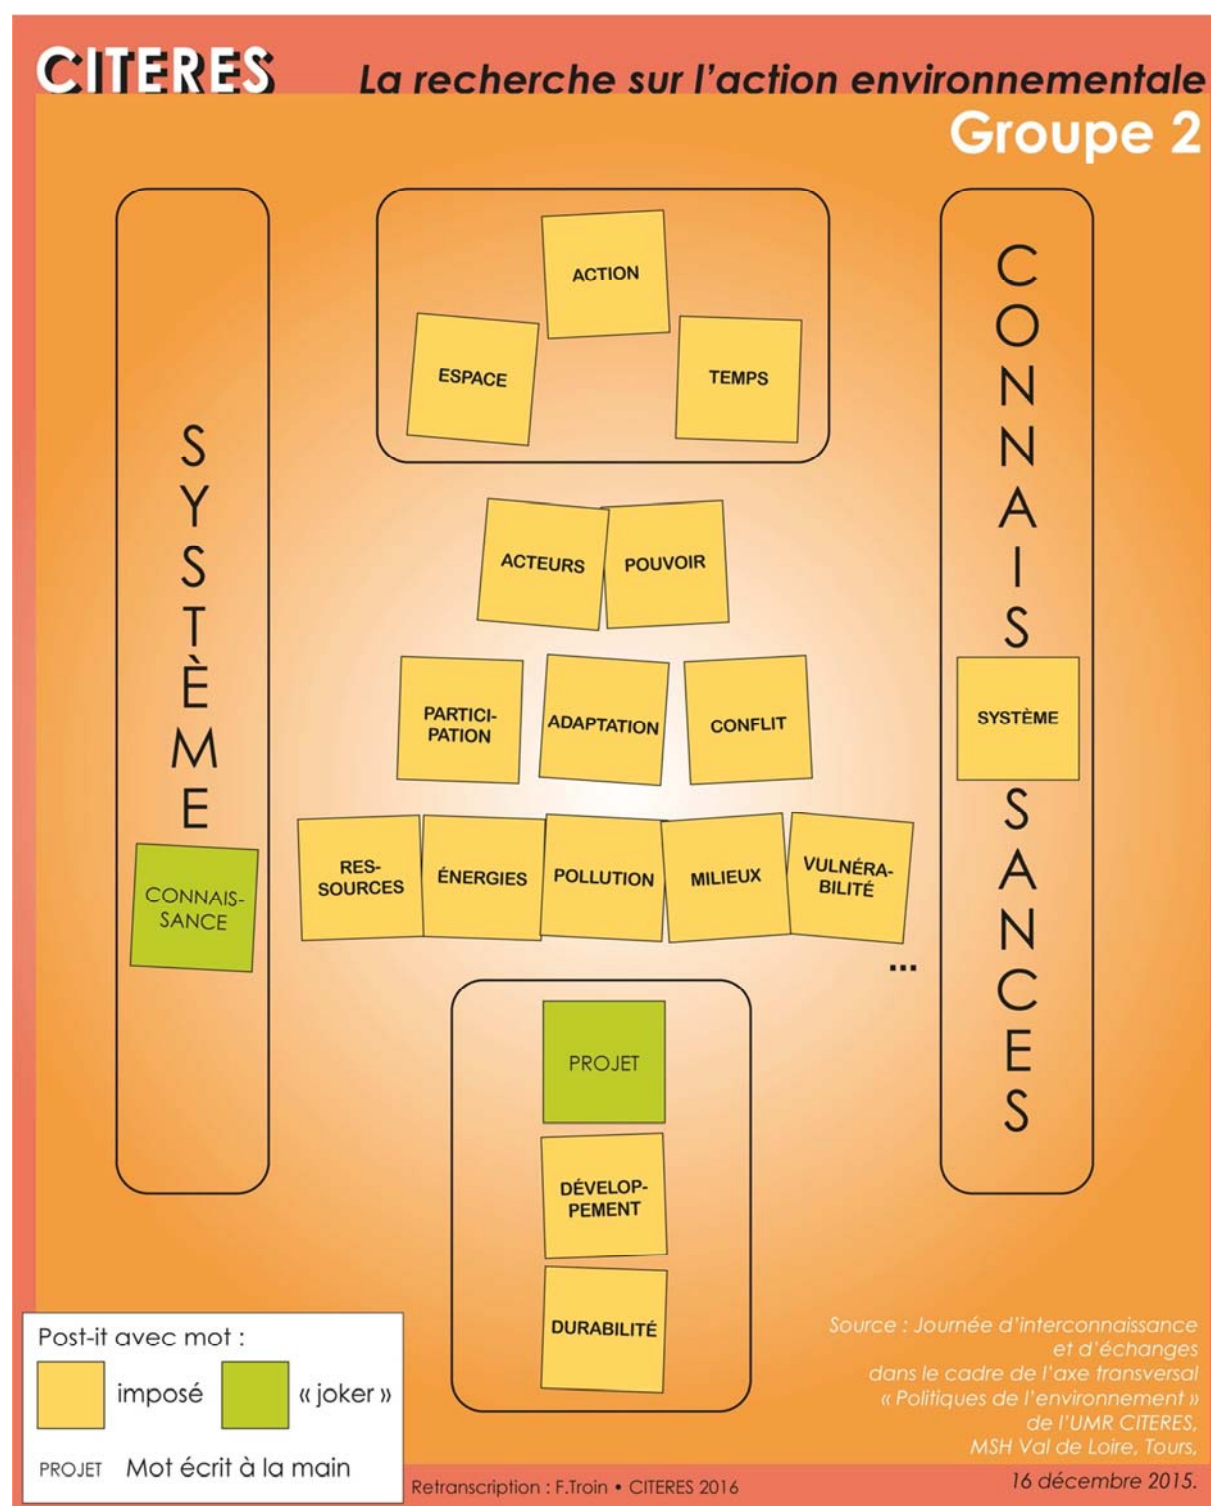 CITERES
La recherche sur l'action environnementale
Groupe 2
SYSTÈME
CONNAIS-
SANCE
ACTION
ESPACE
TEMPS
ACTEURS
POUVOIR
PARTICI-
PATION
ADAPTATION
CONFLIT
RES-
SOURCES
ÉNERGIES
POLLUTION
MILIEUX
VULNÉRA-
BILITÉ
...
PROJET
DÉVELOP-
PEMENT
DURABILITÉ
CONNAIS
SYSTÈME
SANCES
Post-it avec mot :
imposé
« joker »
PROJET Mot écrit à la main
Source : Journée d'interconnaissance
et d'échanges
dans le cadre de l'axe transversal
« Politiques de l'environnement »
de l'UMR CITERES,
MSH Val de Loire, Tours,
16 décembre 2015.
Retranscription : F.Troin • CITERES 2016